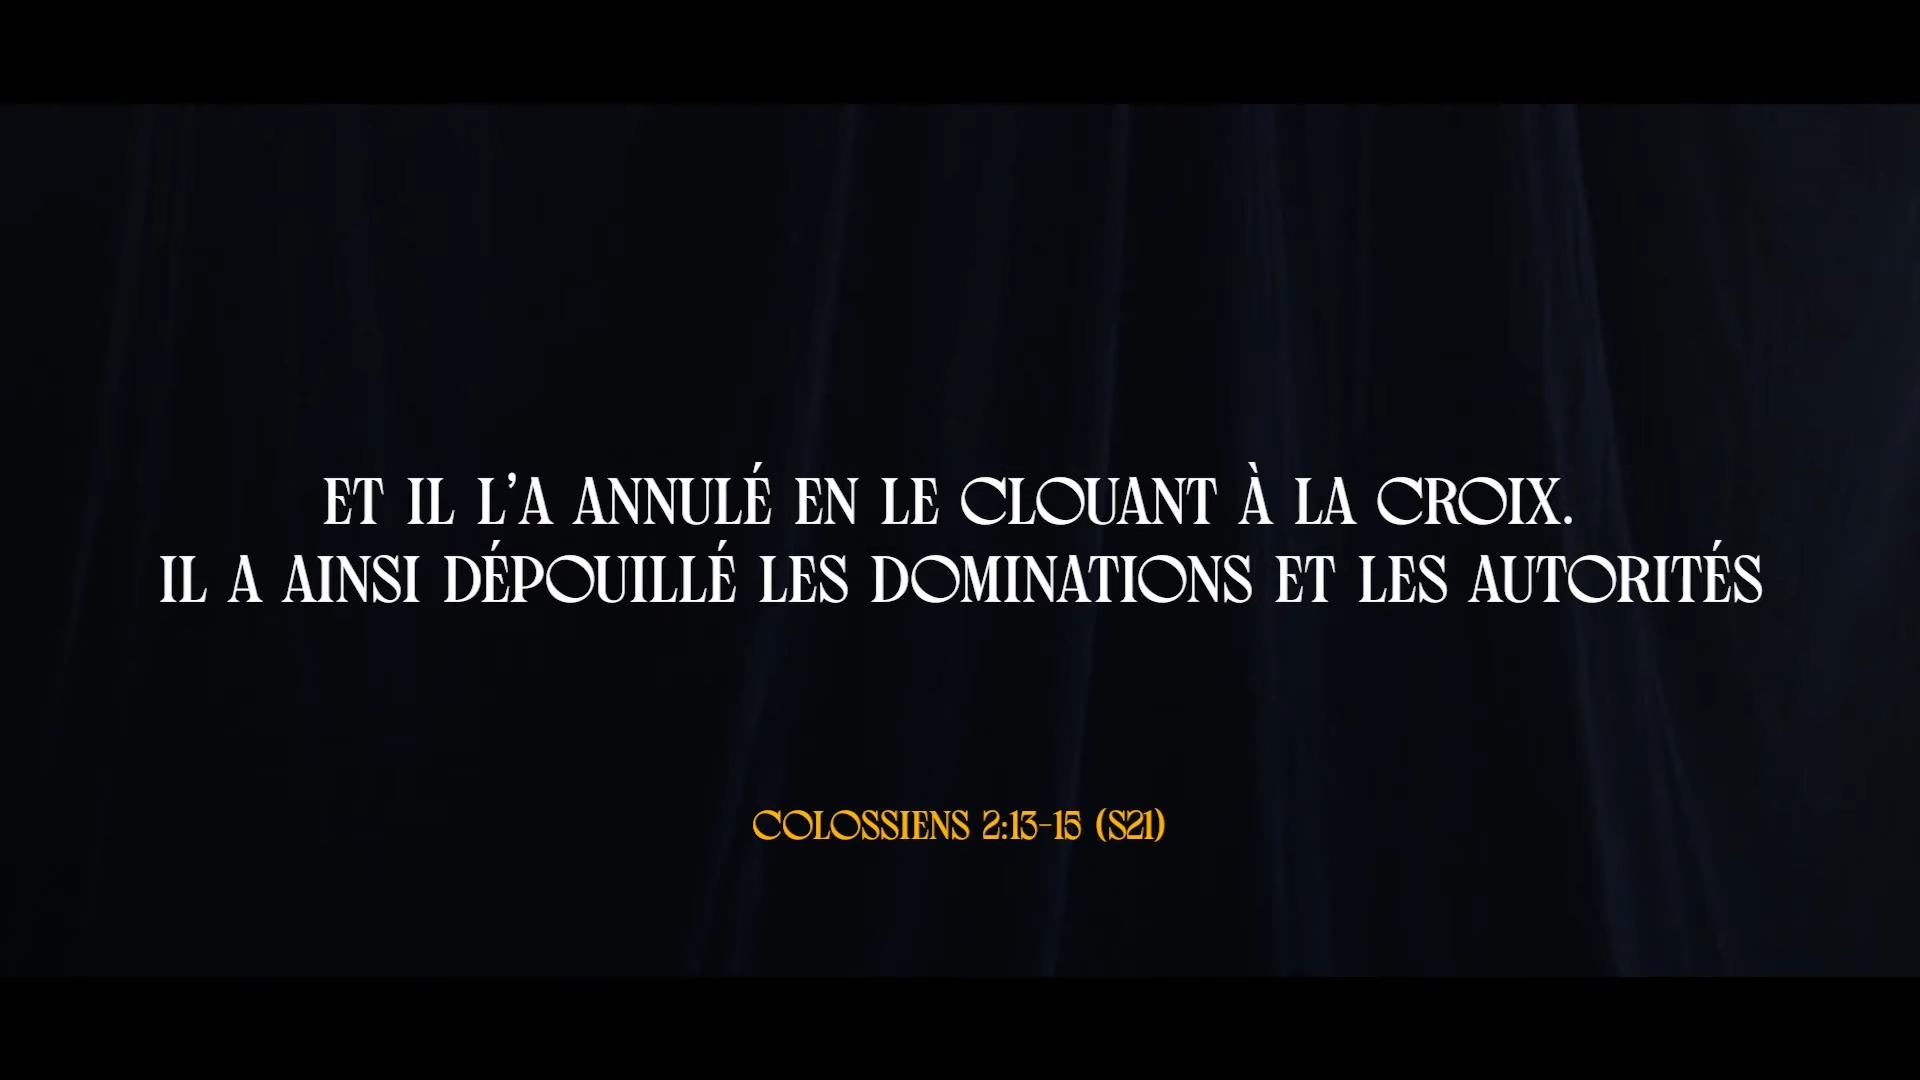 ET IL L’A ANNULÉ EN LE CLOUANT À LA CROIX.
IL A AINSI DÉPOUILLÉ LES DOMINATIONS ET LES AUTORITÉS
COLOSSIENS 2:13-15 (S21)